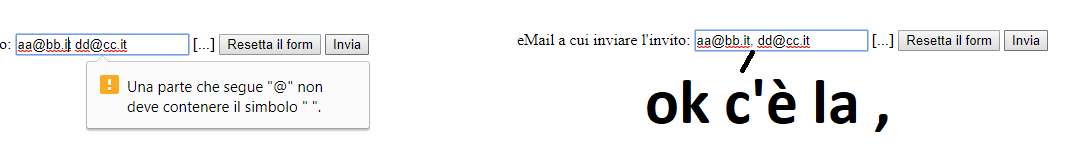 o: aa@bb.it dd@cc.it [...] Resetta il form Invia
Una parte che segue "@" non
deve contenere il simbolo " ".
eMail a cui inviare l'invito: aa@bb.it, dd@cc.it [...] Resetta il form Invia
ok c'è la ,